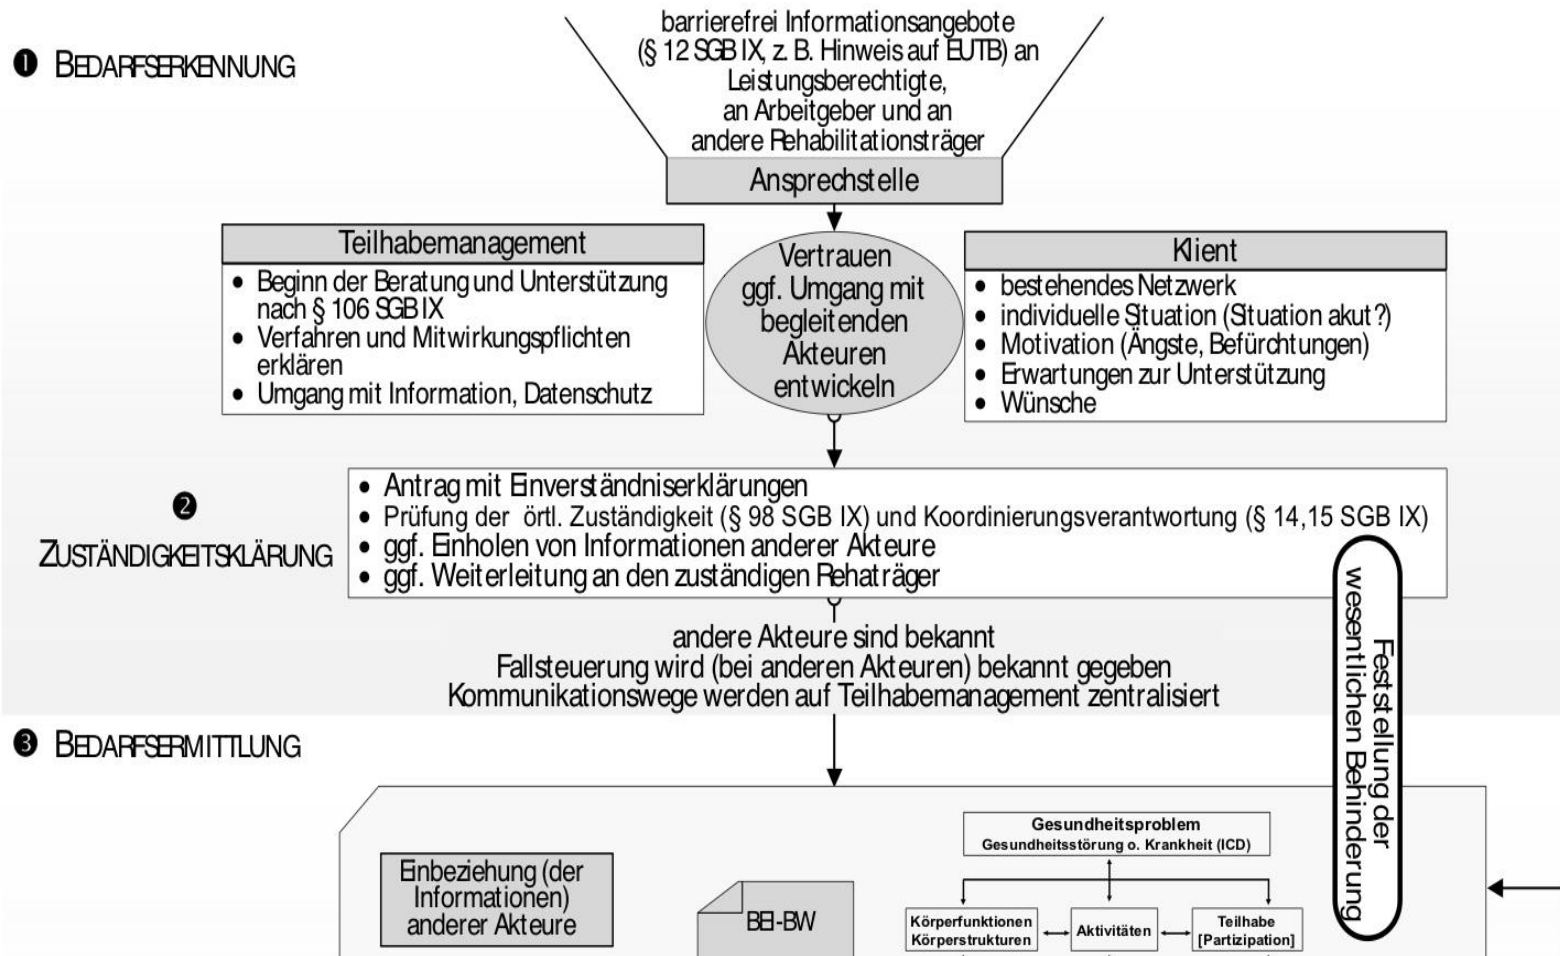 barrierefrei Informationsangebote
(§ 12 SGB IX, z. B. Hinweis auf EUTB) an
Leistungsberechtigte,
an Arbeitgeber und an
andere Rehabilitationsträger
❶ BEDARFSERKENNUNG
Ansprechstelle
Teilhabemanagement
• Beginn der Beratung und Unterstützung
nach § 106 SGB IX
• Verfahren und Mitwirkungspflichten
erklären
• Umgang mit Information, Datenschutz
Vertrauen
ggf. Umgang mit
begleitenden
Akteuren
entwickeln
Klient
• bestehendes Netzwerk
• individuelle Situation (Situation akut?)
• Motivation (Ängste, Befürchtungen)
• Erwartungen zur Unterstützung
• Wünsche
❷
ZUSTÄNDIGKEITSKLÄRUNG
• Antrag mit Einverständniserklärungen
• Prüfung der örtl. Zuständigkeit (§ 98 SGB IX) und Koordinierungsverantwortung (§ 14,15 SGB IX)
• ggf. Einholen von Informationen anderer Akteure
• ggf. Weiterleitung an den zuständigen Rehaträger
andere Akteure sind bekannt
Fallsteuerung wird (bei anderen Akteuren) bekannt gegeben
Kommunikationswege werden auf Teilhabemanagement zentralisiert
Feststellung der
wesentlichen Behinderung
❸ BEDARFSERMITTLUNG
Einbeziehung (der
Informationen)
anderer Akteure
BEI-BW
Gesundheitsproblem
Gesundheitsstörung o. Krankheit (ICD)
Körperfunktionen
Körperstrukturen
Aktivitäten
Teilhabe
[Partizipation]